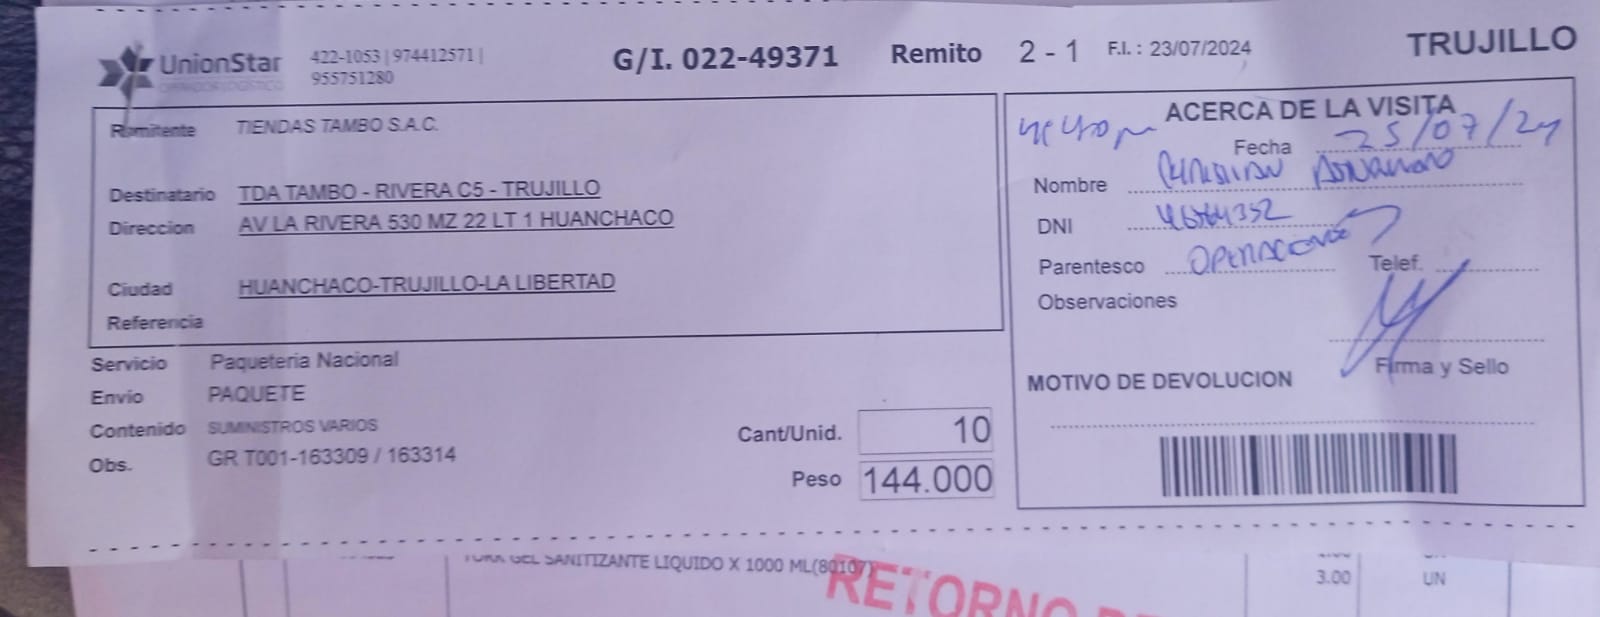 UnionStar
OPERADOR LOGISTICO
422-1053 | 974412571 |
955751280
G/I. 022-49371 Remito 2 - 1 F.I. : 23/07/2024 TRUJILLO
Remitente TIENDAS TAMBO S.A.C.
Destinatario TDA TAMBO - RIVERA C5 - TRUJILLO
Direccion AV LA RIVERA 530 MZ 22 LT 1 HUANCHACO
Ciudad HUANCHACO-TRUJILLO-LA LIBERTAD
Referencia
Servicio Paqueteria Nacional
Envio PAQUETE
Contenido SUMINISTROS VARIOS
Obs. GR T001-163309 / 163314
Cant/Unid. 10
Peso 144.000
ACERCA DE LA VISITA
Fecha 25/07/24
Nombre
DNI
Parentesco OPERACIONES Telef.
Observaciones
Firma y Sello
MOTIVO DE DEVOLUCION
GEL SANITIZANTE LIQUIDO X 1000 ML(80107) 3.00 UN
RETORNO